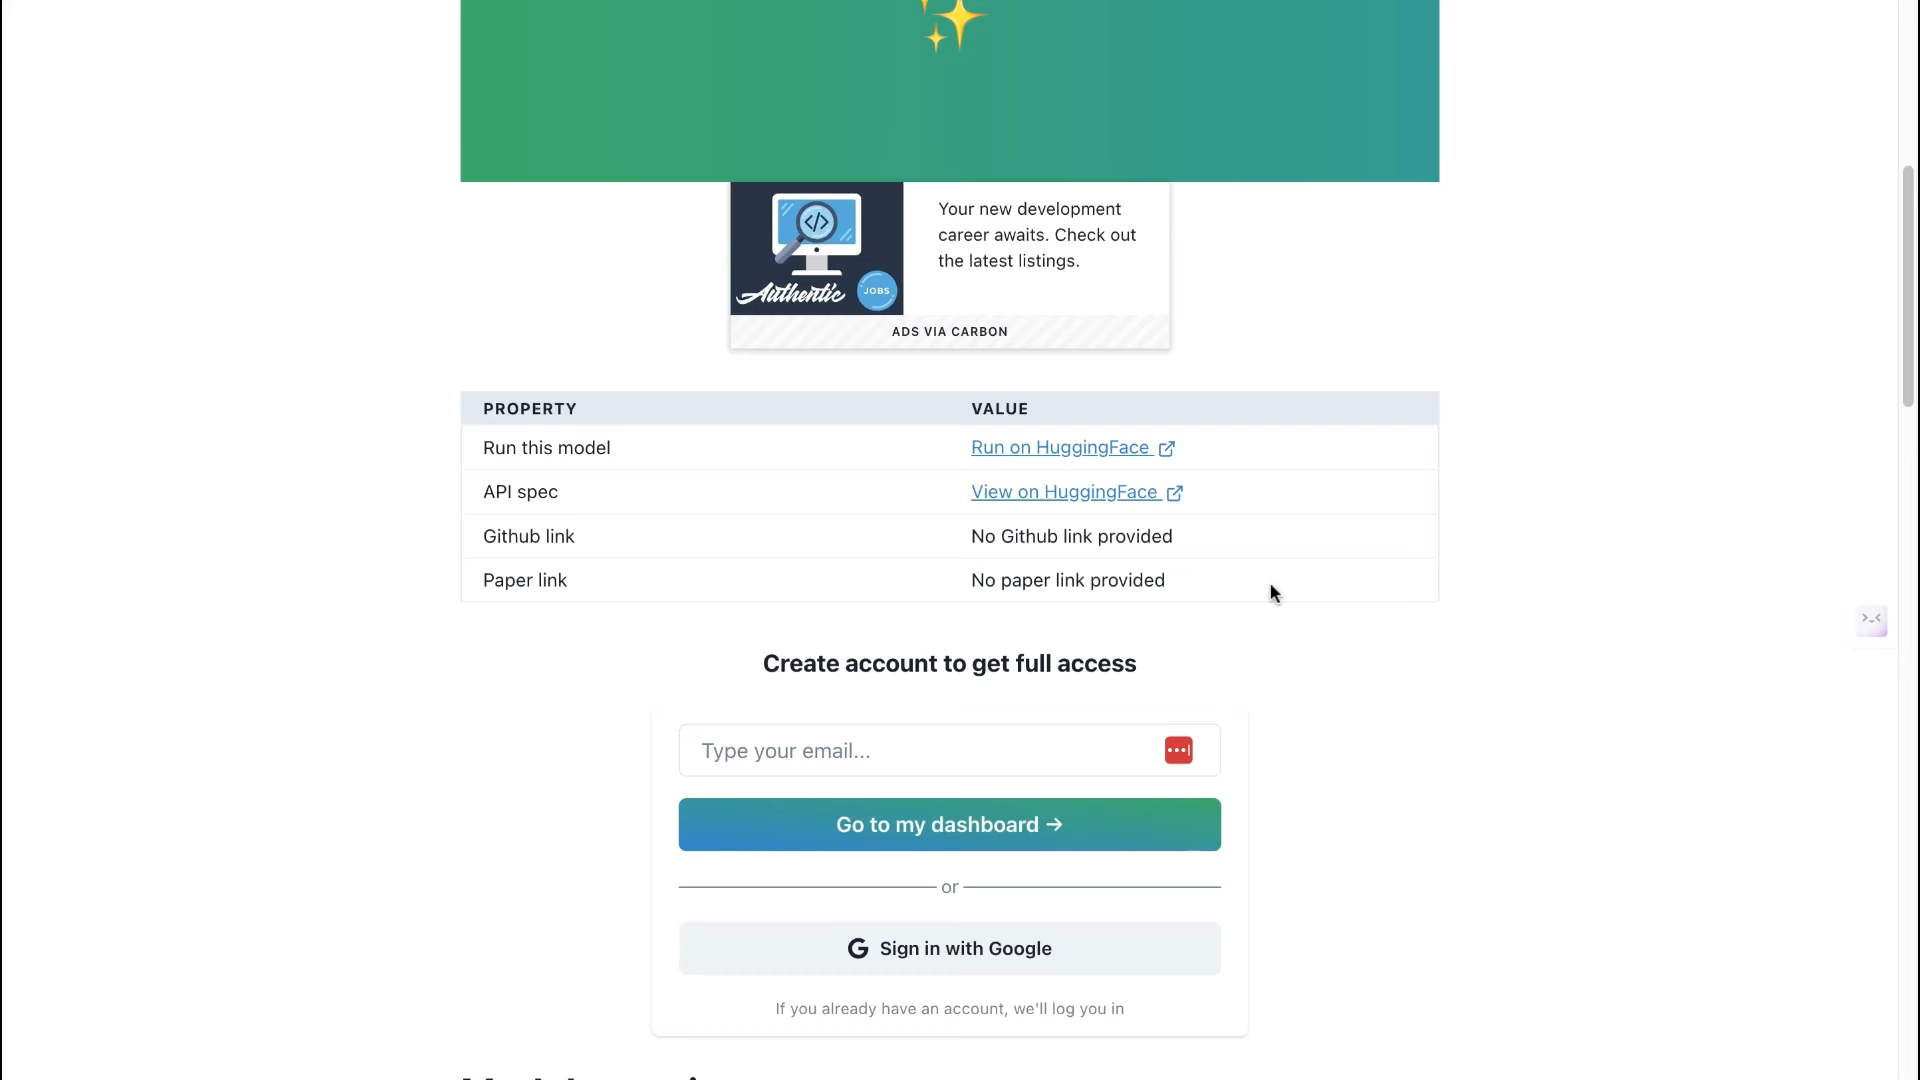 Your new development
career awaits. Check out
the latest listings.
Authentic JOBS
ADS VIA CARBON
PROPERTY VALUE
Run this model Run on HuggingFace
API spec View on HuggingFace
Github link No Github link provided
Paper link No paper link provided
Create account to get full access
Type your email...
Go to my dashboard →
or
G Sign in with Google
If you already have an account, we'll log you in